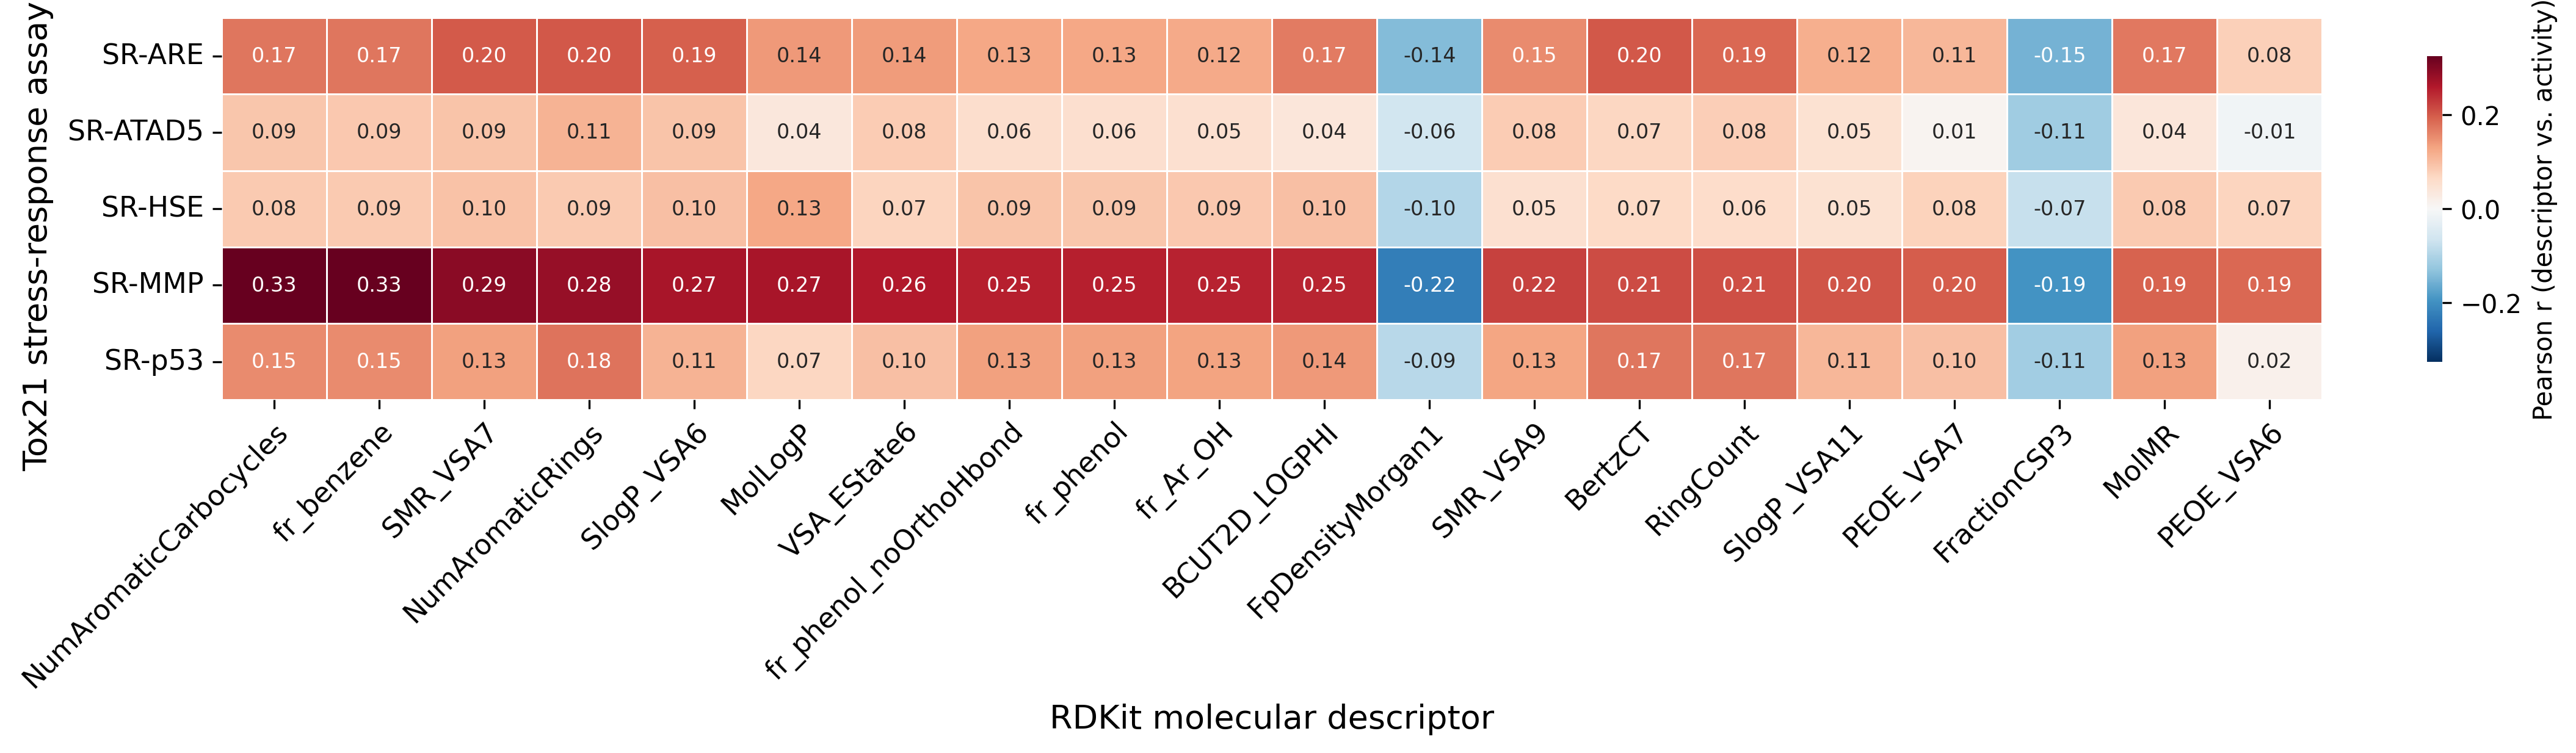 Tox21 stress-response assay
SR-ARE 0.17 0.17 0.20 0.20 0.19 0.14 0.14 0.13 0.13 0.12 0.17 -0.14 0.15 0.20 0.19 0.12 0.11 -0.15 0.17 0.08
SR-ATAD5 0.09 0.09 0.09 0.11 0.09 0.04 0.08 0.06 0.06 0.05 0.04 -0.06 0.08 0.07 0.08 0.05 0.01 -0.11 0.04 -0.01
SR-HSE 0.08 0.09 0.10 0.09 0.10 0.13 0.07 0.09 0.09 0.09 0.10 -0.10 0.05 0.07 0.06 0.05 0.08 -0.07 0.08 0.07
SR-MMP 0.33 0.33 0.29 0.28 0.27 0.27 0.26 0.25 0.25 0.25 0.25 -0.22 0.22 0.21 0.21 0.20 0.20 -0.19 0.19 0.19
SR-p53 0.15 0.15 0.13 0.18 0.11 0.07 0.10 0.13 0.13 0.13 0.14 -0.09 0.13 0.17 0.17 0.11 0.10 -0.11 0.13 0.02
NumAromaticCarbocycles
fr_benzene
SMR_VSA7
NumAromaticRings
SlogP_VSA6
MolLogP
VSA_EState6
fr_phenol_noOrthoHbond
fr_phenol
fr_Ar_OH
BCUT2D_LOGPHI
FpDensityMorgan1
SMR_VSA9
BertzCT
RingCount
SlogP_VSA11
PEOE_VSA7
FractionCSP3
MolMR
PEOE_VSA6
RDKit molecular descriptor
0.2
0.0
−0.2
Pearson r (descriptor vs. activity)